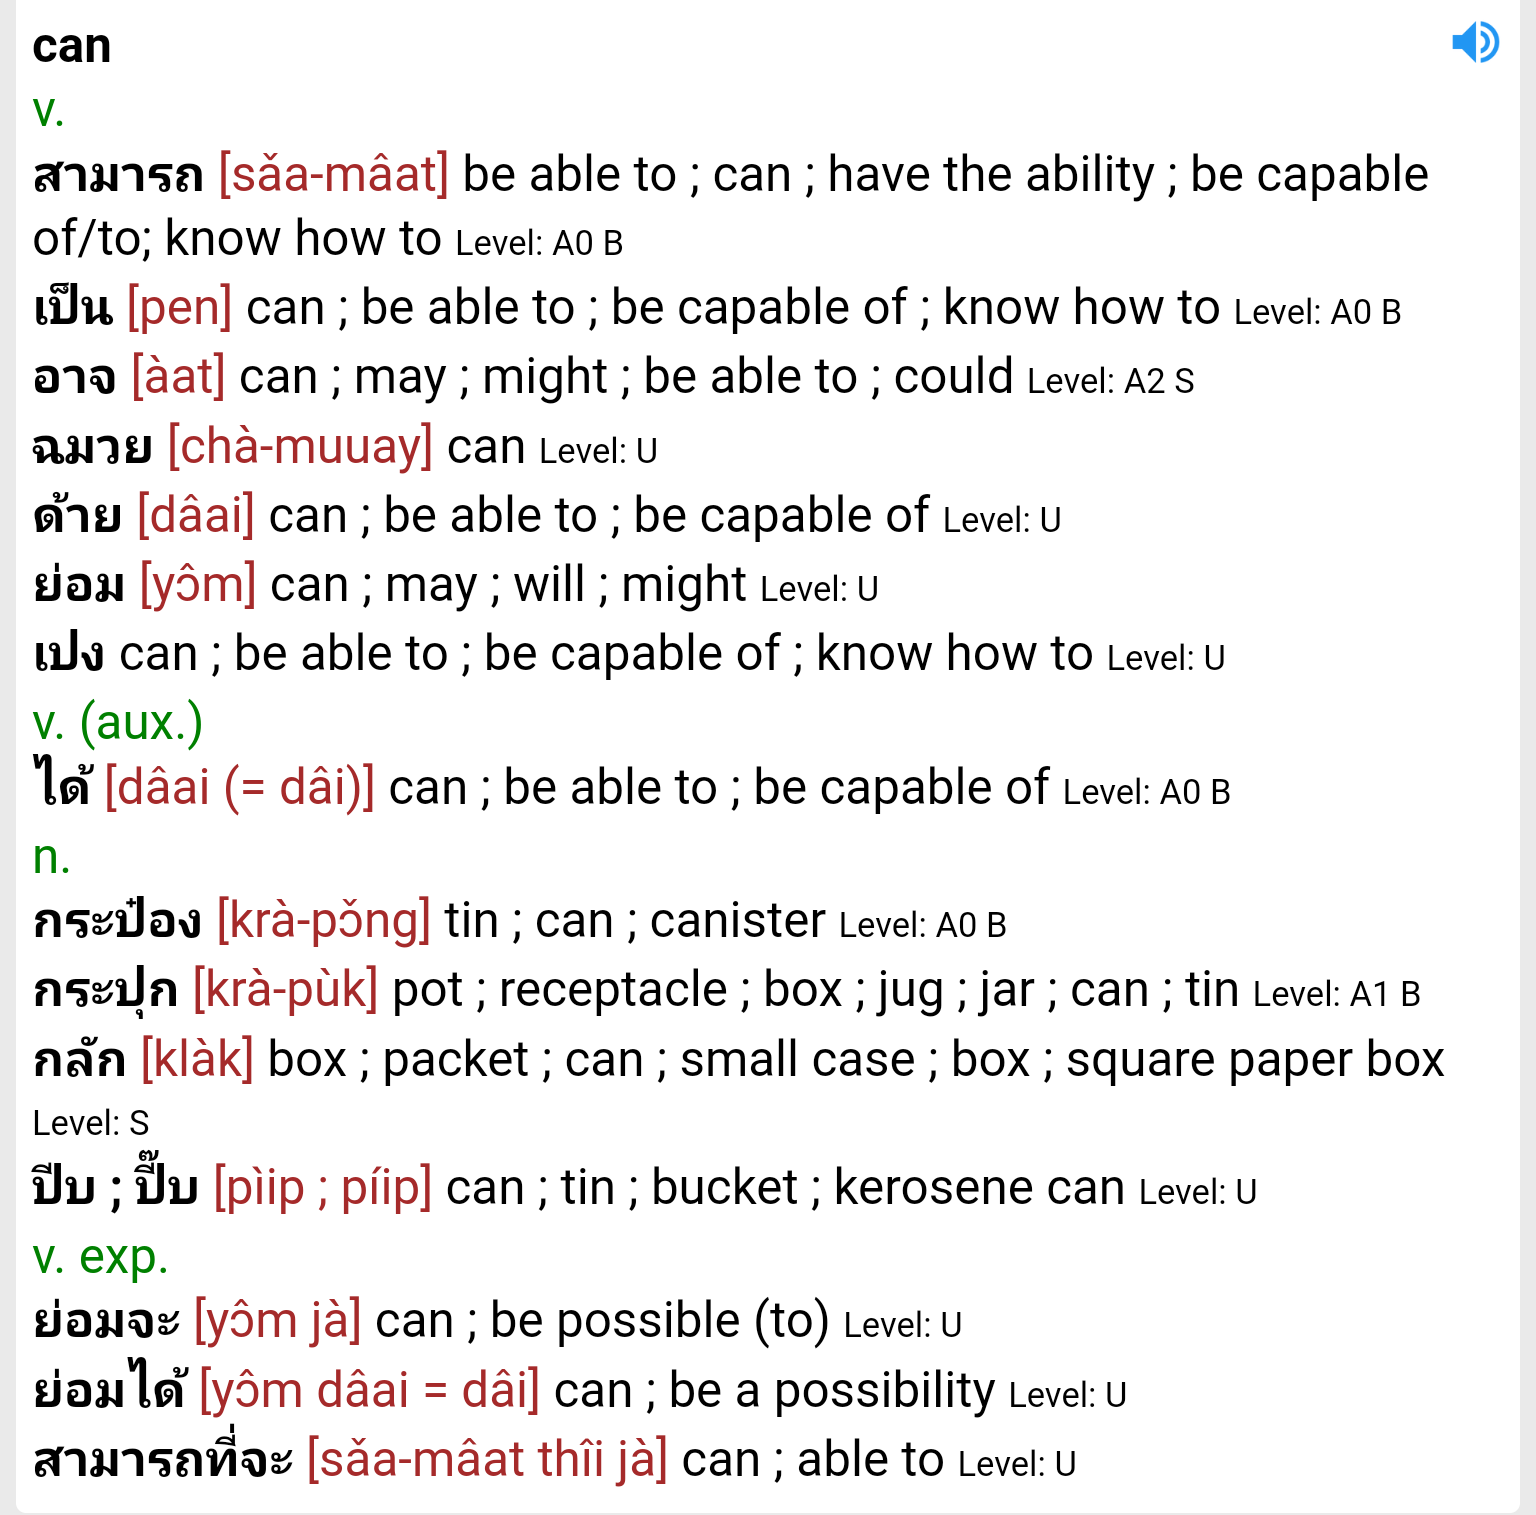 can
v.
สามารถ [sǎa-mâat] be able to ; can ; have the ability ; be capable
of/to; know how to Level: A0 B
เป็น [pen] can ; be able to ; be capable of ; know how to Level: A0 B
อาจ [àat] can ; may ; might ; be able to ; could Level: A2 S
ฉมวย [chà-muuay] can Level: U
ด้าย [dâai] can ; be able to ; be capable of Level: U
ย่อม [yɔ̂m] can ; may ; will ; might Level: U
เปง can ; be able to ; be capable of ; know how to Level: U
v. (aux.)
ได้ [dâai (= dâi)] can ; be able to ; be capable of Level: A0 B
n.
กระป๋อง [krà-pɔ̌ng] tin ; can ; canister Level: A0 B
กระปุก [krà-pùk] pot ; receptacle ; box ; jug ; jar ; can ; tin Level: A1 B
กลัก [klàk] box ; packet ; can ; small case ; box ; square paper box
Level: S
ปีบ ; ปี๊บ [pìip ; píip] can ; tin ; bucket ; kerosene can Level: U
v. exp.
ย่อมจะ [yɔ̂m jà] can ; be possible (to) Level: U
ย่อมได้ [yɔ̂m dâai = dâi] can ; be a possibility Level: U
สามารถที่จะ [sǎa-mâat thîi jà] can ; able to Level: U